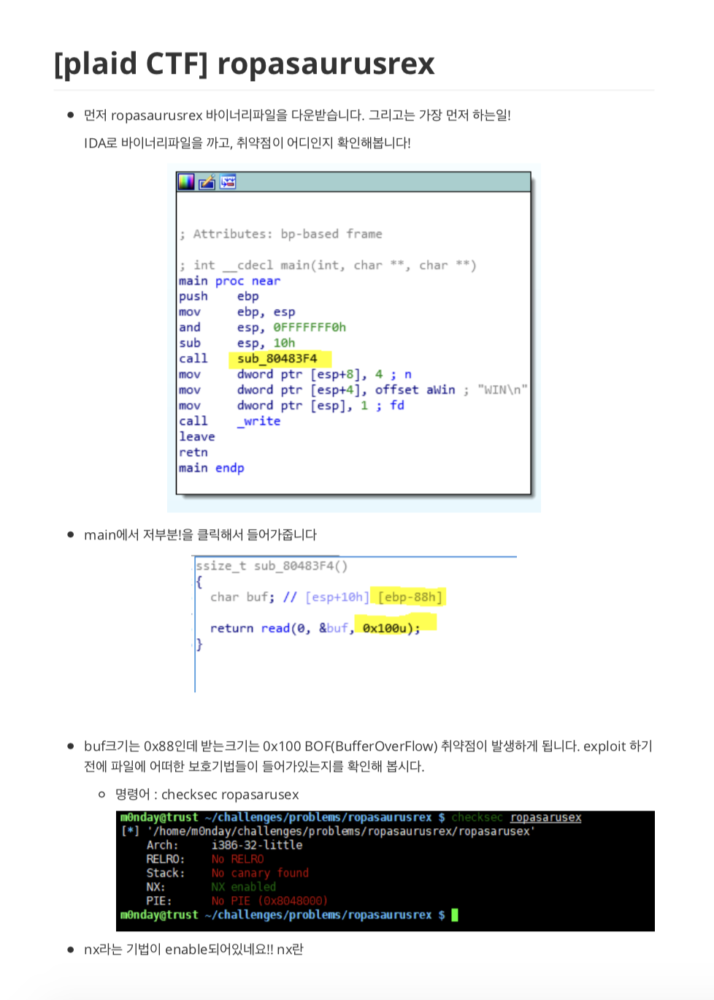 [plaid CTF] ropasaurusrex
먼저 ropasaurusrex 바이너리파일을 다운받습니다. 그리고는 가장 먼저 하는일!
IDA로 바이너리파일을 까고, 취약점이 어디인지 확인해봅니다!
; Attributes: bp-based frame
; int __cdecl main(int, char **, char **)
main proc near
push ebp
mov ebp, esp
and esp, 0FFFFFFF0h
sub esp, 10h
call sub_80483F4
mov dword ptr [esp+8], 4 ; n
mov dword ptr [esp+4], offset aWin ; "WIN\n"
mov dword ptr [esp], 1 ; fd
call _write
leave
retn
main endp
main에서 저부분!을 클릭해서 들어가줍니다
ssize_t sub_80483F4()
{
char buf; // [esp+10h] [ebp-88h]
return read(0, &buf, 0x100u);
}
buf크기는 0x88인데 받는크기는 0x100 BOF(BufferOverFlow) 취약점이 발생하게 됩니다. exploit 하기
전에 파일에 어떠한 보호기법들이 들어가있는지를 확인해 봅시다.
명령어 : checksec ropasarusex
m0nday@trust ~/challenges/problems/ropasaurusrex $ checksec ropasarusex
[*] '/home/m0nday/challenges/problems/ropasaurusrex/ropasarusex'
Arch: i386-32-little
RELRO: No RELRO
Stack: No canary found
NX: NX enabled
PIE: No PIE (0x8048000)
m0nday@trust ~/challenges/problems/ropasaurusrex $
nx라는 기법이 enable되어있네요!! nx란